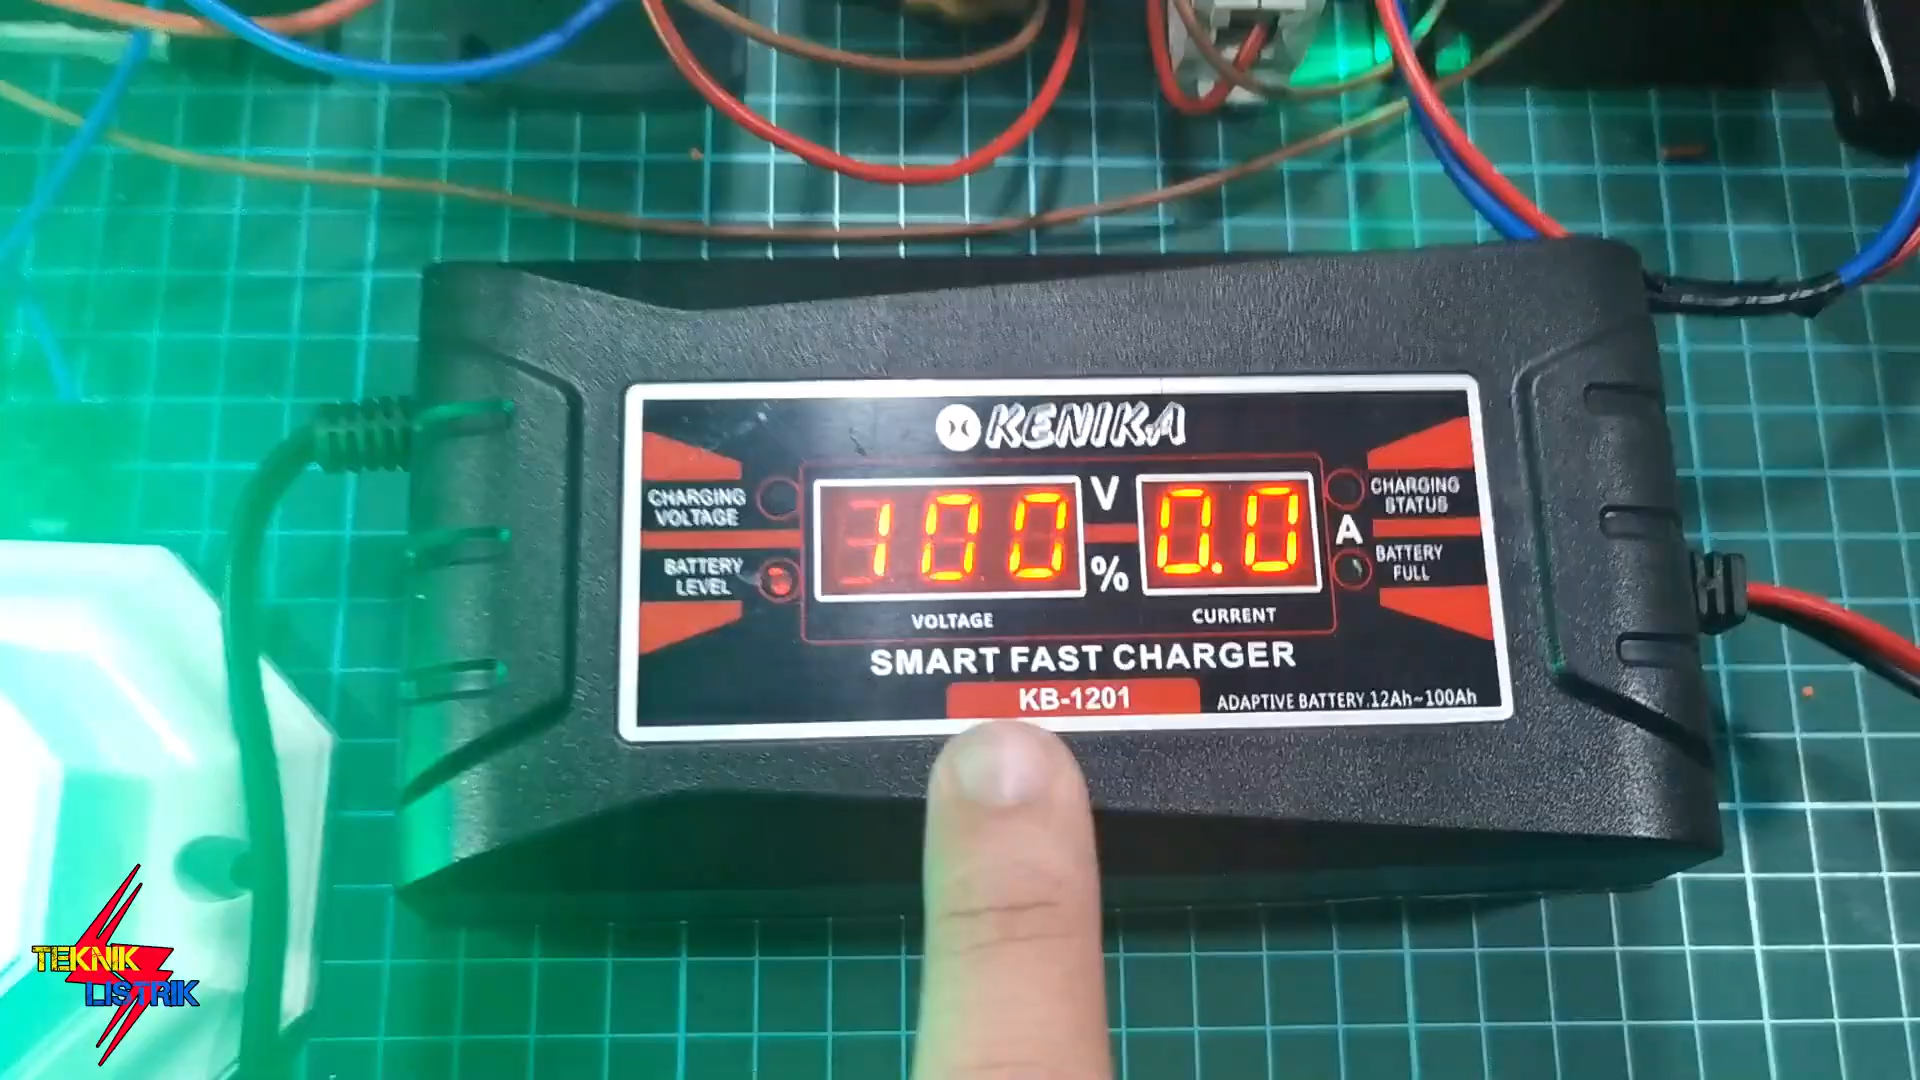 KENIKA
CHARGING
VOLTAGE
BATTERY
LEVEL
100
V
%
0.0
A
CHARGING
STATUS
BATTERY
FULL
VOLTAGE
CURRENT
SMART FAST CHARGER
KB-1201
ADAPTIVE BATTERY.12Ah~100Ah
TEKNIK
LISTRIK